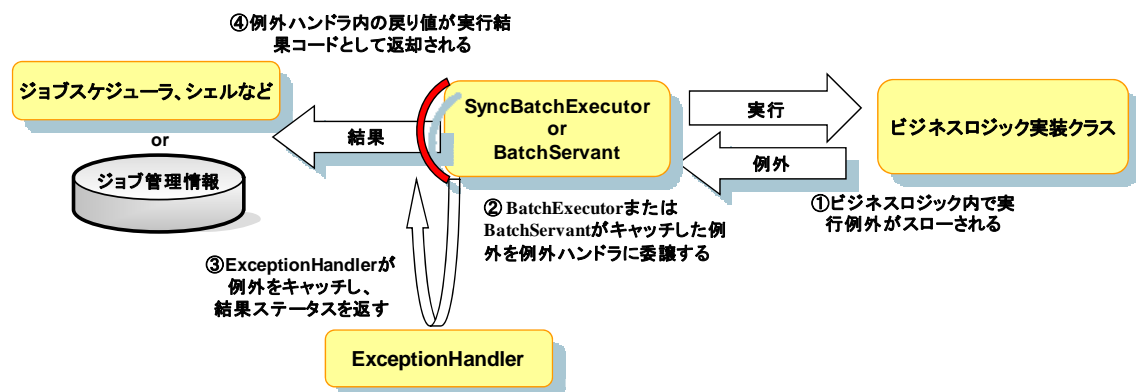 ④例外ハンドラ内の戻り値が実行結
果コードとして返却される
ジョブスケジューラ、シェルなど
or
ジョブ管理情報
結果
SyncBatchExecutor
or
BatchServant
実行
例外
ビジネスロジック実装クラス
①ビジネスロジック内で実
行例外がスローされる
② BatchExecutorまたは
BatchServantがキャッチした例
外を例外ハンドラに委譲する
③ExceptionHandlerが
例外をキャッチし、
結果ステータスを返す
ExceptionHandler